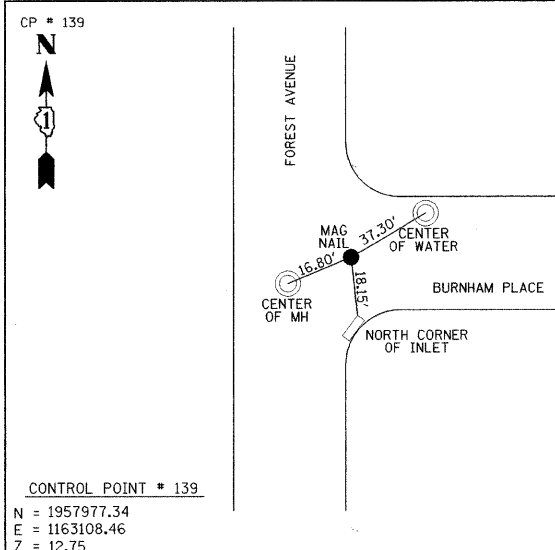 CP # 139
N
1
FOREST AVENUE
MAG
NAIL
37.30'
CENTER
OF WATER
16.80'
18.15'
CENTER
OF MH
BURNHAM PLACE
NORTH CORNER
OF INLET
CONTROL POINT # 139
N = 1957977.34
E = 1163108.46
Z = 12.75